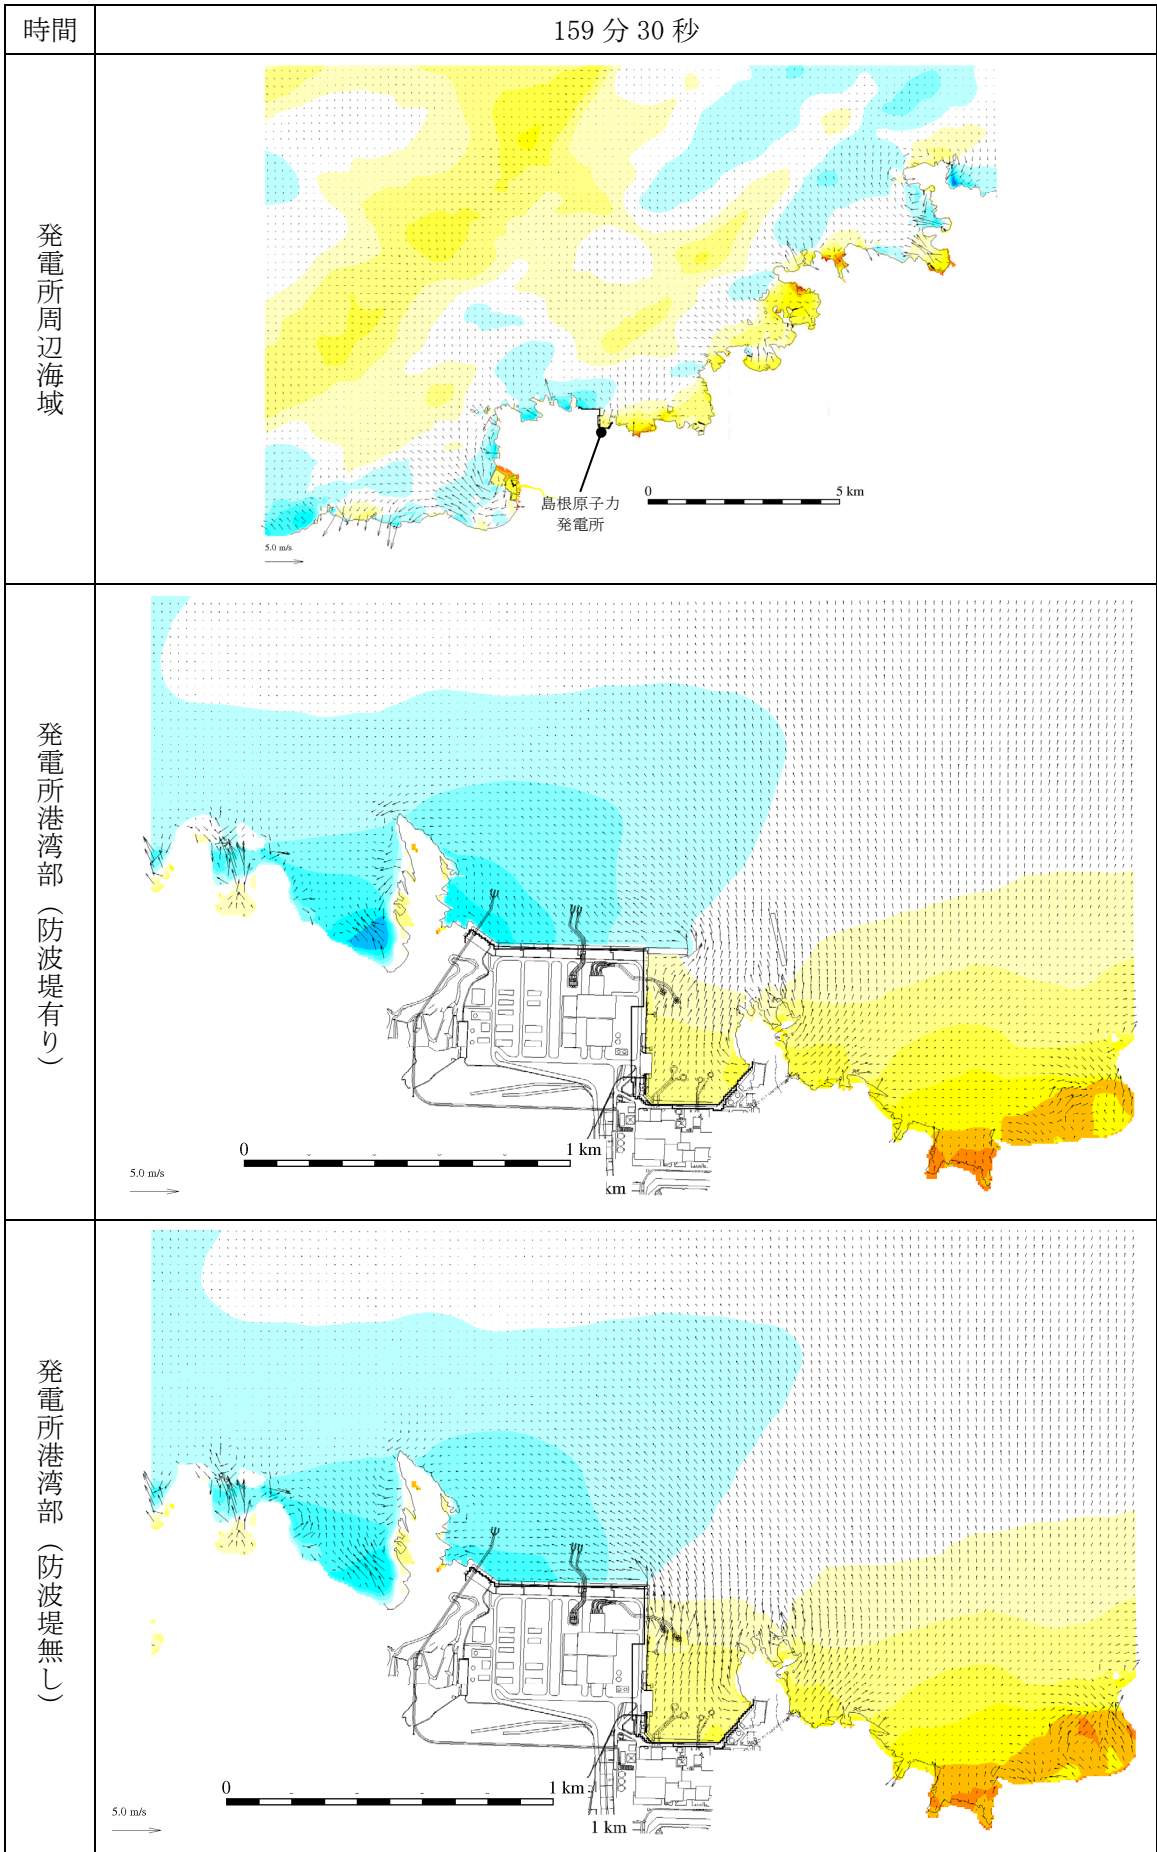 時間
159 分 30 秒
発電所周辺海域
島根原子力
発電所
0
5 km
5.0 m/s
発電所港湾部（防波堤有り）
0
1 km
5.0 m/s
km
発電所港湾部（防波堤無し）
0
1 km
5.0 m/s
1 km